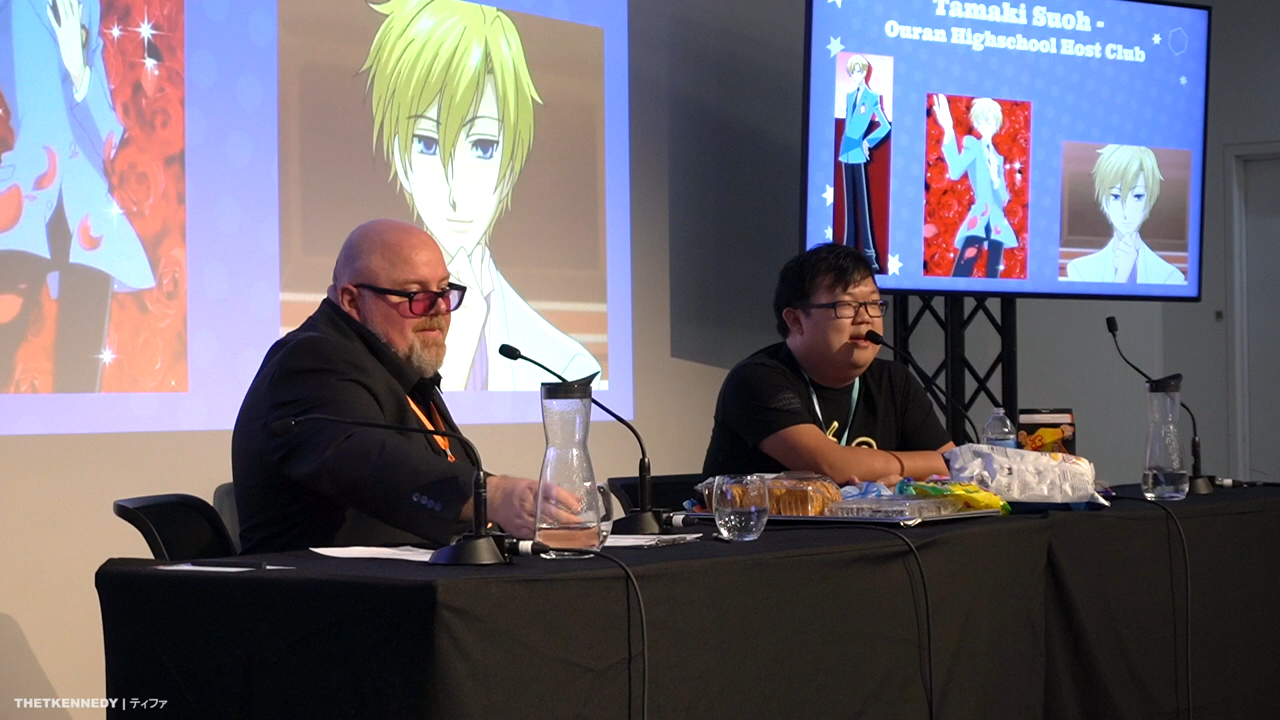 Tamaki Suoh -
Ouran Highschool Host Club
THETKENNEDY | ティファ